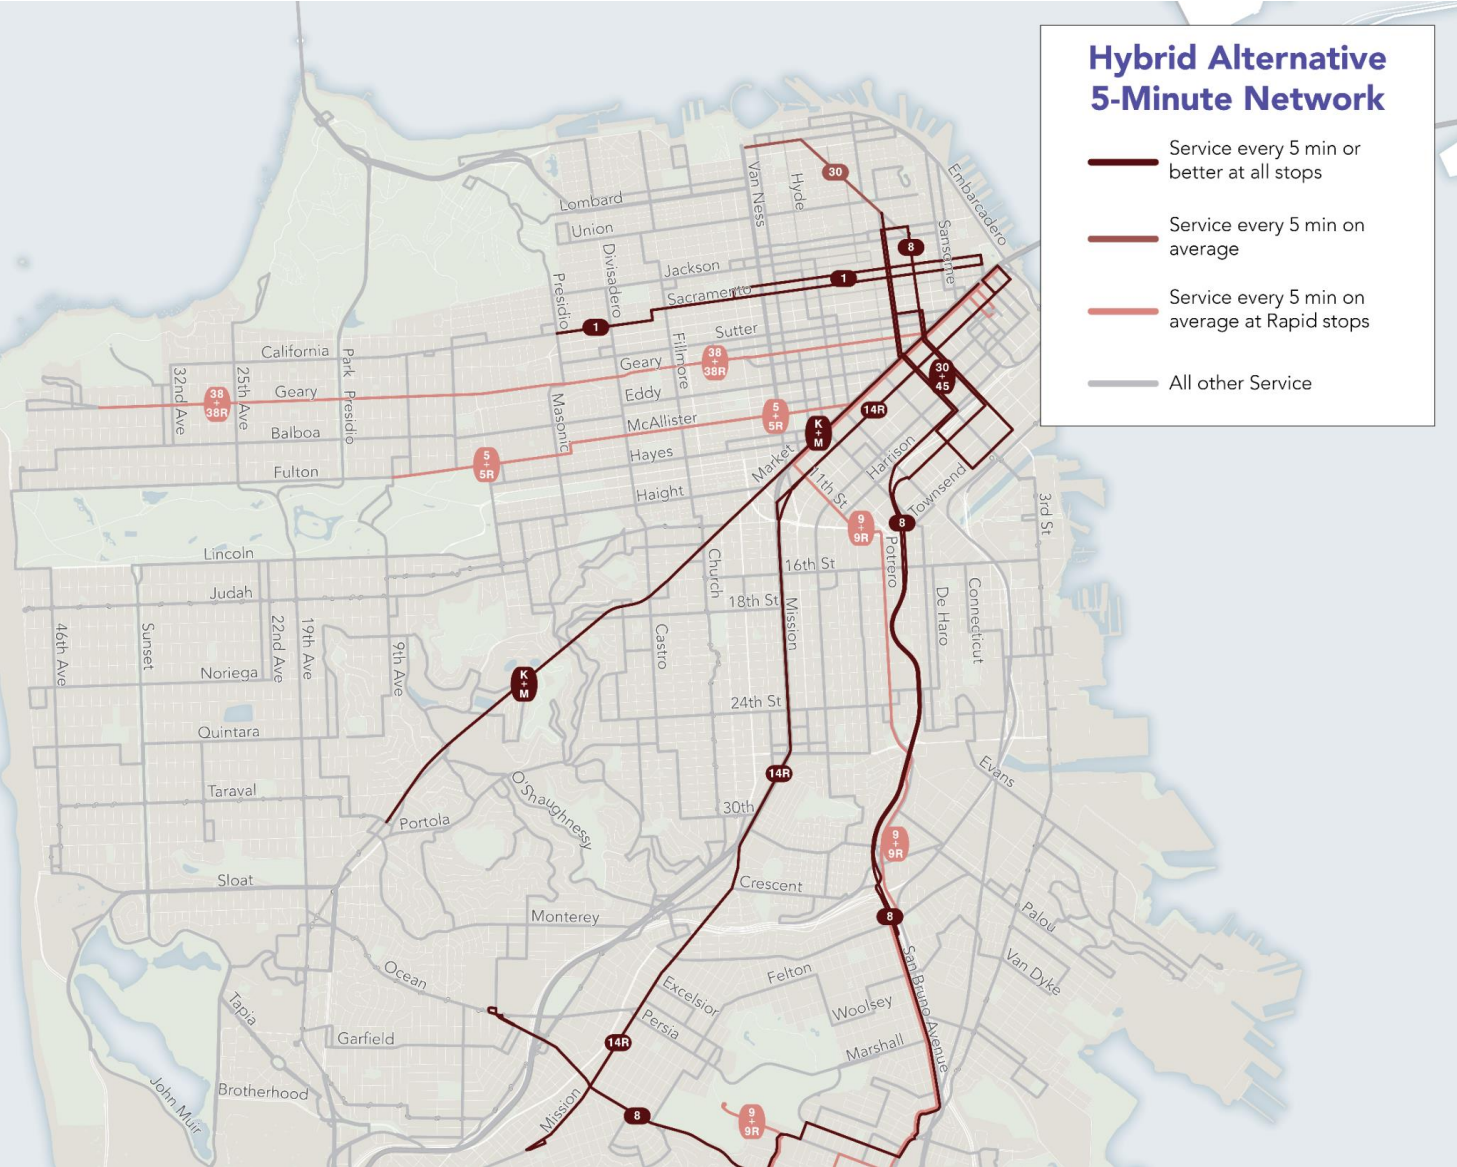 Hybrid Alternative
5-Minute Network
Service every 5 min or
better at all stops
Service every 5 min on
average
Service every 5 min on
average at Rapid stops
All other Service
Lombard
Union
Van Ness
Hyde
30
Embarcadero
Sansome
8
Presidio
Divisadero
Jackson
Sacramento
1
1
California
Sutter
Fillmore
Geary
38
+
38R
Park Presidio
32nd Ave
25th Ave
Geary
38
+
38R
Eddy
30
+
45
Masonic
McAllister
5
+
5R
14R
K
+
M
Balboa
Hayes
Market
Harrison
Fulton
5
+
5R
Haight
11th St
Townsend
3rd St
9
+
9R
8
Lincoln
Judah
Church
16th St
Potrero
18th St
Mission
De Haro
Connecticut
46th Ave
Sunset
22nd Ave
19th Ave
9th Ave
Castro
Noriega
K
+
M
24th St
Quintara
14R
Evans
Taraval
O'Shaughnessy
30th
Portola
9
+
9R
Sloat
Crescent
Monterey
8
Palou
San Bruno Avenue
Van Dyke
Ocean
Felton
Excelsior
Woolsey
Tapia
Persia
Garfield
14R
Marshall
John Muir
Brotherhood
Mission
8
9
+
9R